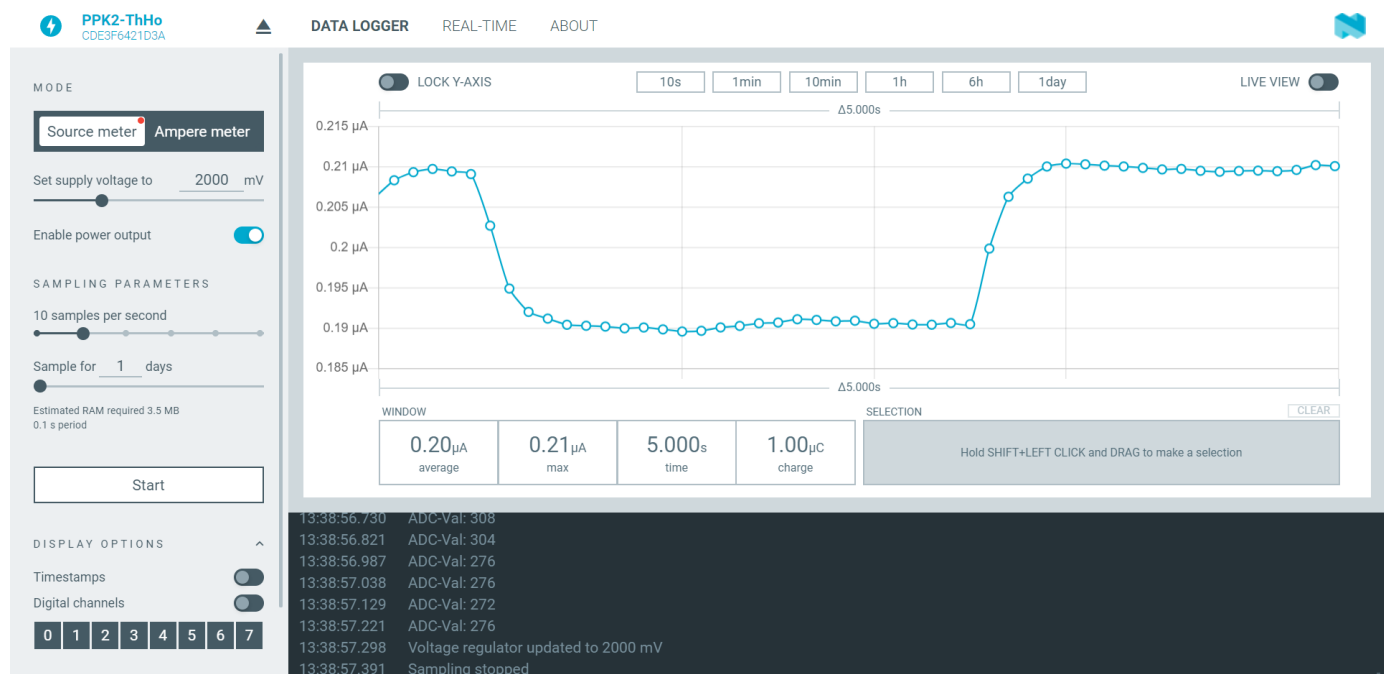 PPK2-ThHo
CDE3F6421D3A
DATA LOGGER REAL-TIME ABOUT
MODE
Source meter Ampere meter
Set supply voltage to 2000 mV
Enable power output
SAMPLING PARAMETERS
10 samples per second
Sample for 1 days
Estimated RAM required 3.5 MB
0.1 s period
Start
DISPLAY OPTIONS
Timestamps
Digital channels
0 1 2 3 4 5 6 7
LOCK Y-AXIS 10s 1min 10min 1h 6h 1day LIVE VIEW
Δ5.000s
0.215 µA
0.21 µA
0.205 µA
0.2 µA
0.195 µA
0.19 µA
0.185 µA
Δ5.000s
WINDOW
0.20µA 0.21µA 5.000s 1.00µC
average max time charge
SELECTION CLEAR
Hold SHIFT+LEFT CLICK and DRAG to make a selection
13:38:56.730 ADC-Val: 308
13:38:56.821 ADC-Val: 304
13:38:56.987 ADC-Val: 276
13:38:57.038 ADC-Val: 276
13:38:57.129 ADC-Val: 272
13:38:57.221 ADC-Val: 276
13:38:57.298 Voltage regulator updated to 2000 mV
13:38:57.391 Sampling stopped